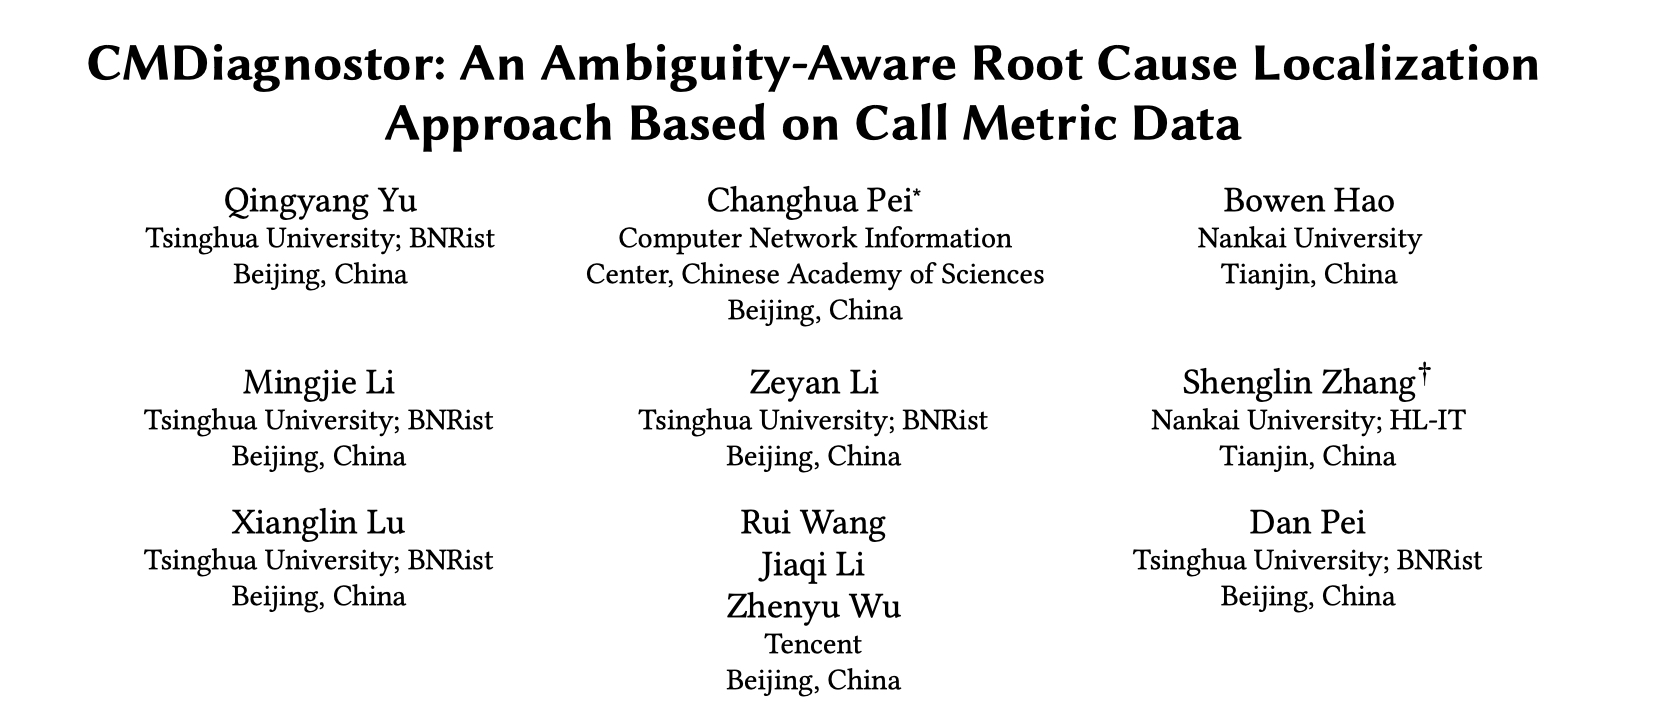 CMDiagnostor: An Ambiguity-Aware Root Cause Localization
Approach Based on Call Metric Data
Qingyang Yu
Tsinghua University; BNRist
Beijing, China
Changhua Pei*
Computer Network Information
Center, Chinese Academy of Sciences
Beijing, China
Bowen Hao
Nankai University
Tianjin, China
Mingjie Li
Tsinghua University; BNRist
Beijing, China
Zeyan Li
Tsinghua University; BNRist
Beijing, China
Shenglin Zhang†
Nankai University; HL-IT
Tianjin, China
Xianglin Lu
Tsinghua University; BNRist
Beijing, China
Rui Wang
Jiaqi Li
Zhenyu Wu
Tencent
Beijing, China
Dan Pei
Tsinghua University; BNRist
Beijing, China